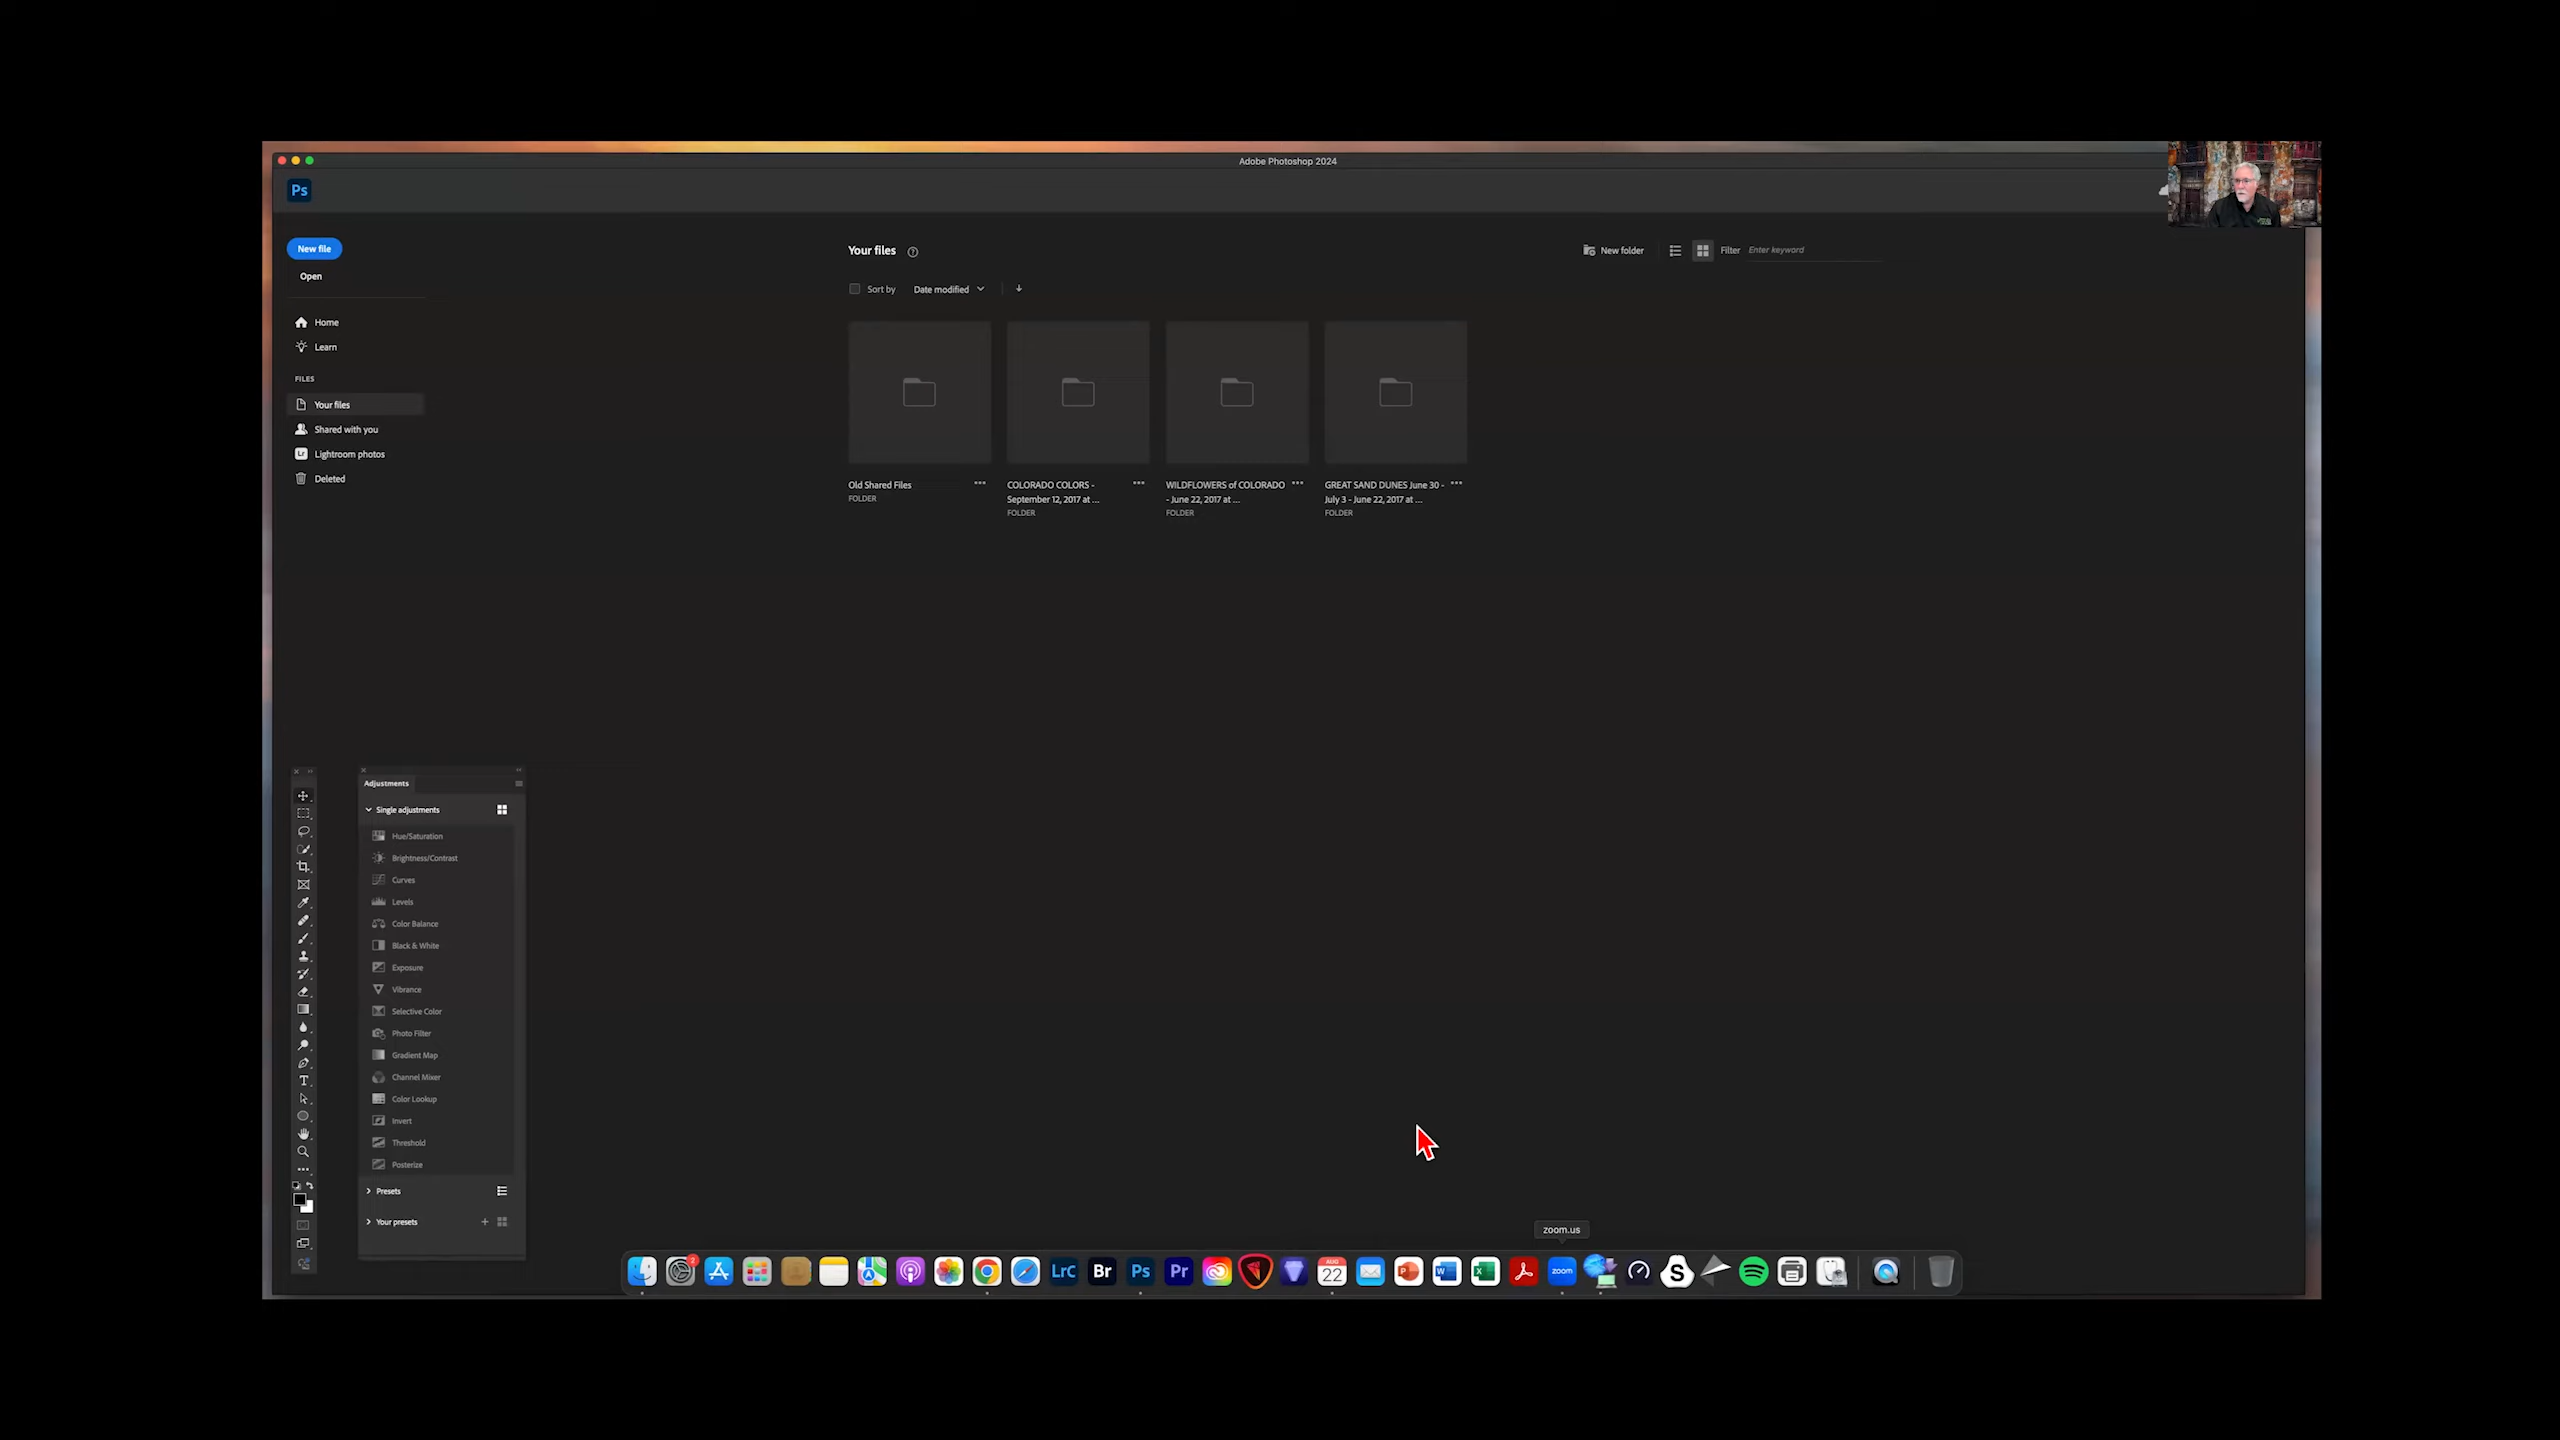 Adobe Photoshop 2024
Ps
New file
Open
Home
Learn
FILES
Your files
Shared with you
Lr Lightroom photos
Deleted
Your files
New folder
Filter
Enter keyword
Sort by
Date modified
Old Shared Files
FOLDER
COLORADO COLORS -
September 12, 2017 at ...
FOLDER
WILDFLOWERS of COLORADO
- June 22, 2017 at ...
FOLDER
GREAT SAND DUNES June 30 -
July 3 - June 22, 2017 at ...
FOLDER
Adjustments
Single adjustments
Hue/Saturation
Brightness/Contrast
Curves
Levels
Color Balance
Black & White
Exposure
Vibrance
Selective Color
Photo Filter
Gradient Map
Channel Mixer
Color Lookup
Invert
Threshold
Posterize
Presets
Your presets
zoom.us
2
LrC
Br
Ps
Pr
AUG
22
P
W
X
zoom
S